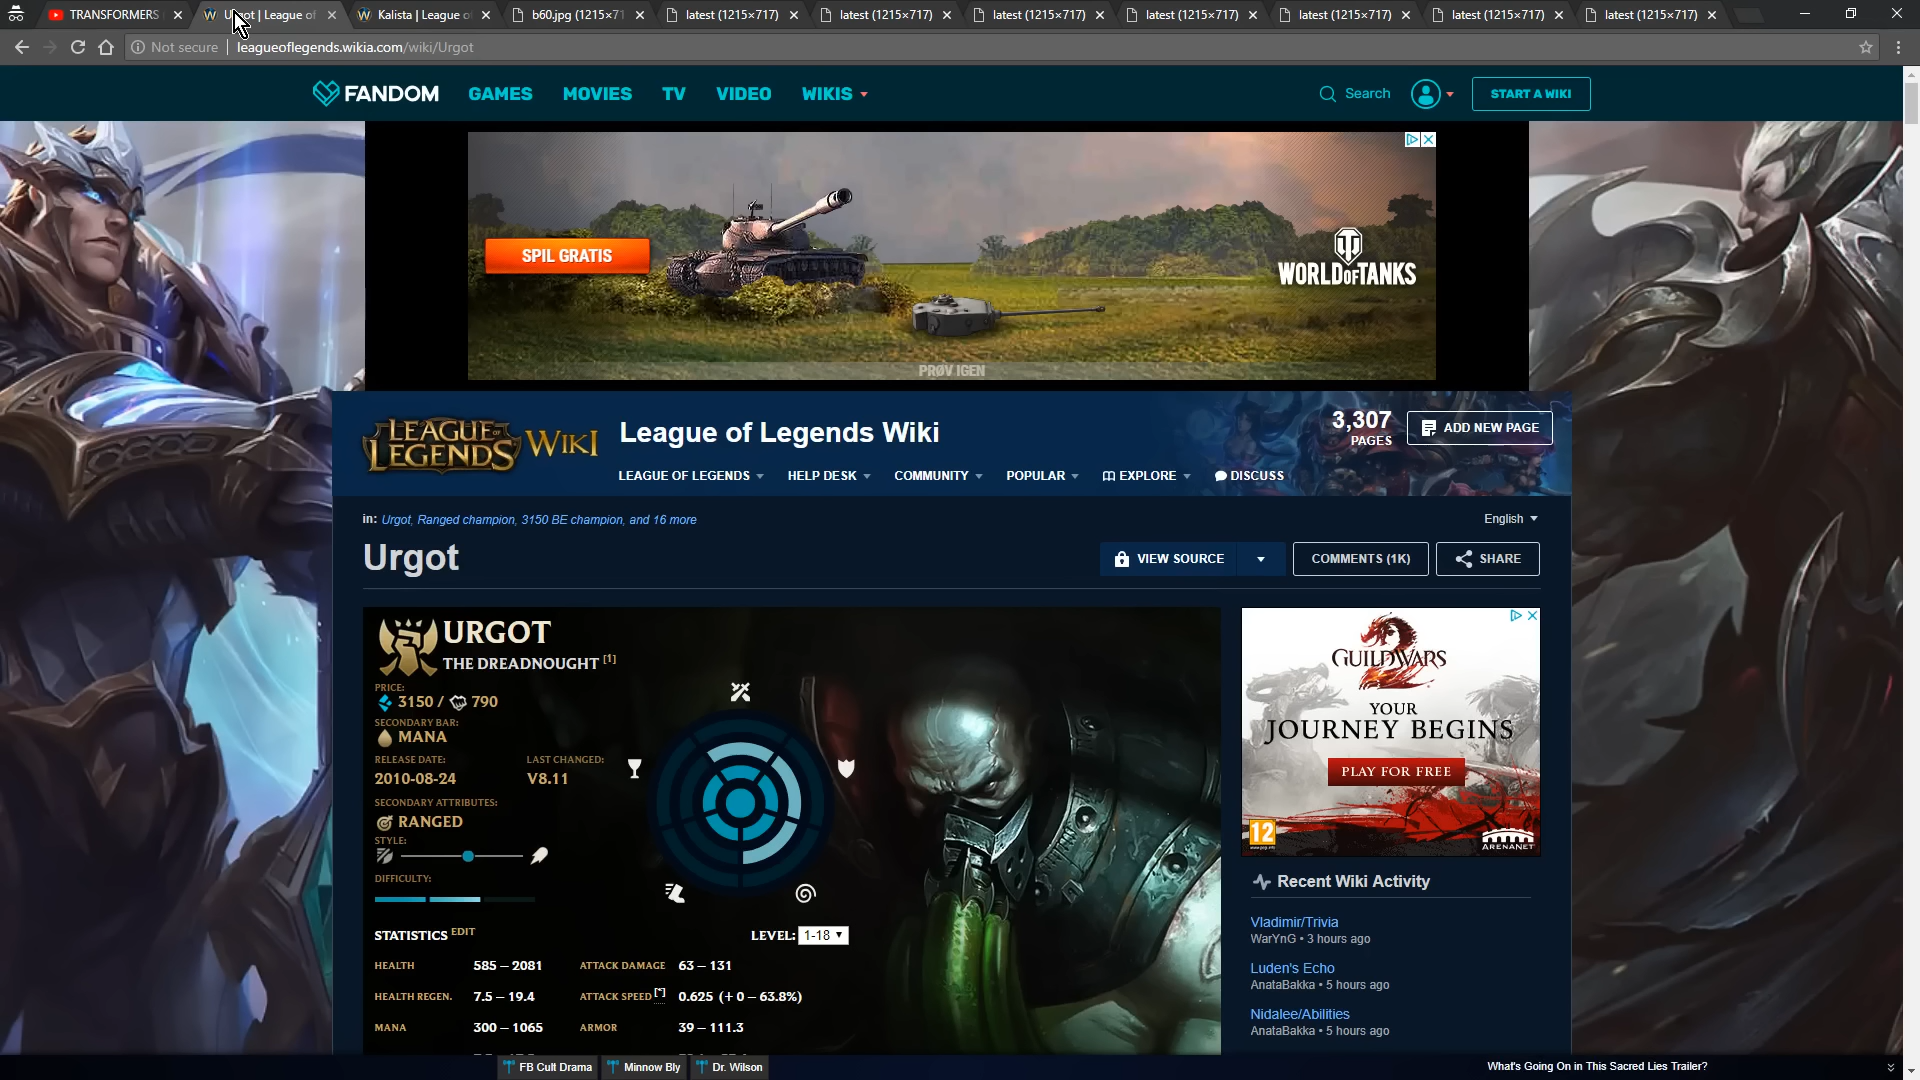 TRANSFORMERS
Urgot | League of
Kalista | League of
b60.jpg (1215×71
latest (1215×717)
latest (1215×717)
latest (1215×717)
latest (1215×717)
latest (1215×717)
latest (1215×717)
latest (1215×717)
Not secure
leagueoflegends.wikia.com/wiki/Urgot
FANDOM
GAMES
MOVIES
TV
VIDEO
WIKIS
Search
START A WIKI
SPIL GRATIS
WORLD OF TANKS
PRØV IGEN
LEAGUE OF LEGENDS WIKI
League of Legends Wiki
3,307
PAGES
ADD NEW PAGE
LEAGUE OF LEGENDS
HELP DESK
COMMUNITY
POPULAR
EXPLORE
DISCUSS
in: Urgot, Ranged champion, 3150 BE champion, and 16 more
English
Urgot
VIEW SOURCE
COMMENTS (1K)
SHARE
URGOT
THE DREADNOUGHT [1]
PRICE:
3150 / 790
SECONDARY BAR:
MANA
RELEASE DATE:
2010-08-24
LAST CHANGED:
V8.11
SECONDARY ATTRIBUTES:
RANGED
STYLE:
DIFFICULTY:
STATISTICS EDIT
LEVEL: 1-18
HEALTH 585 – 2081 ATTACK DAMAGE 63 – 131
HEALTH REGEN. 7.5 – 19.4 ATTACK SPEED [*] 0.625 (+ 0 – 63.8%)
MANA 300 – 1065 ARMOR 39 – 111.3
GUILD WARS 2
YOUR
JOURNEY BEGINS
PLAY FOR FREE
12
ARENANET
Recent Wiki Activity
Vladimir/Trivia
WarYnG • 3 hours ago
Luden's Echo
AnataBakka • 5 hours ago
Nidalee/Abilities
AnataBakka • 5 hours ago
FB Cult Drama
Minnow Bly
Dr. Wilson
What's Going On in This Sacred Lies Trailer?